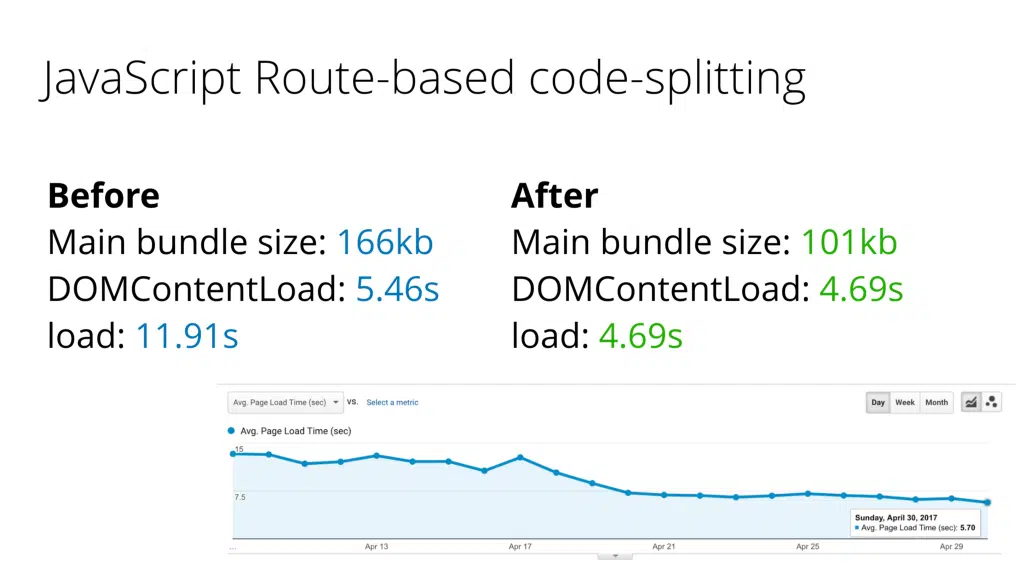 JavaScript Route-based code-splitting
Before
Main bundle size: 166kb
DOMContentLoad: 5.46s
load: 11.91s
After
Main bundle size: 101kb
DOMContentLoad: 4.69s
load: 4.69s
Avg. Page Load Time (sec) VS. Select a metric
Day Week Month
Avg. Page Load Time (sec)
15
7.5
Sunday, April 30, 2017
Avg. Page Load Time (sec): 5.70
... Apr 13 Apr 17 Apr 21 Apr 25 Apr 29